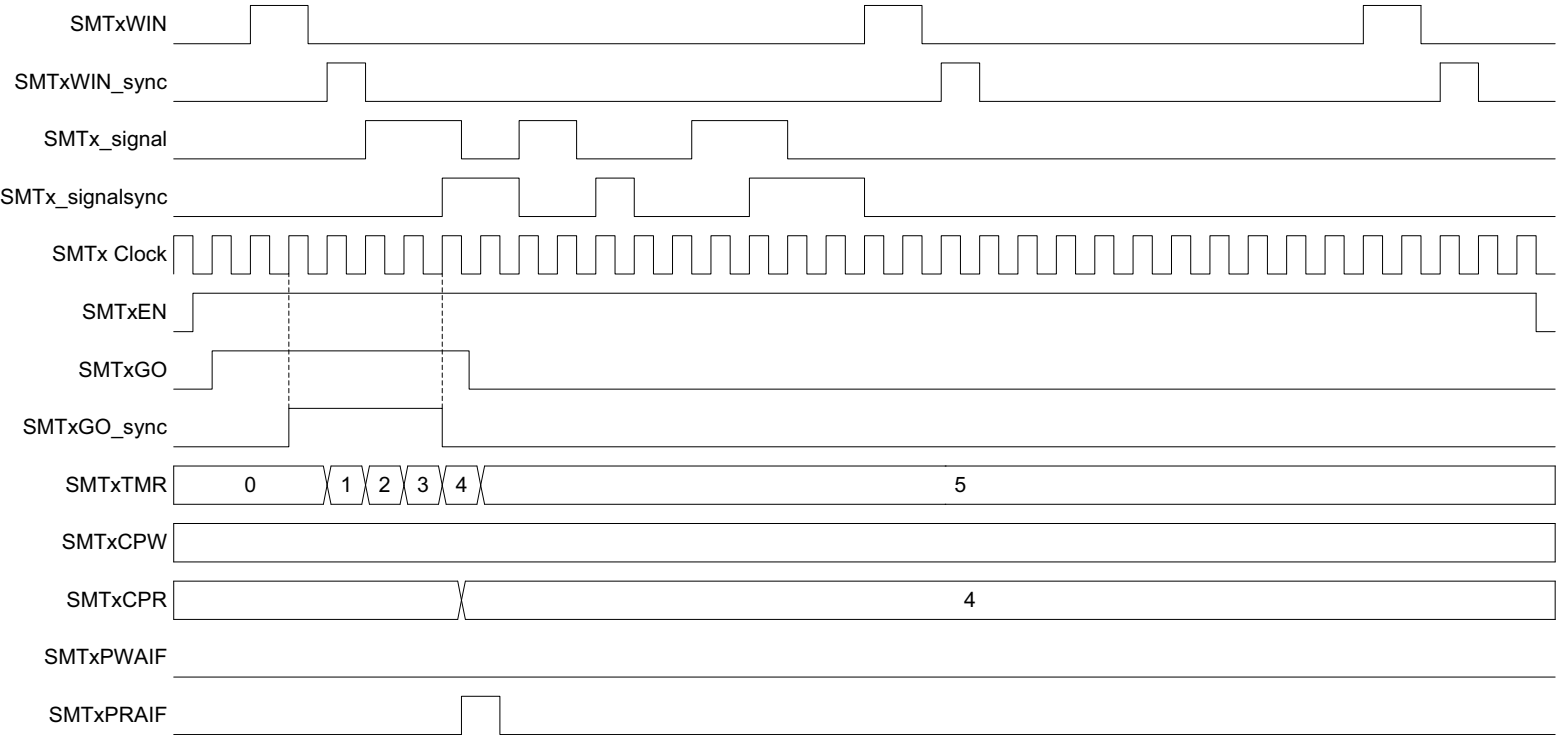 SMTxWIN
SMTxWIN_sync
SMTx_signal
SMTx_signalsync
SMTx Clock
SMTxEN
SMTxGO
SMTxGO_sync
SMTxTMR 0 1 2 3 4 5
SMTxCPW
SMTxCPR 4
SMTxPWAIF
SMTxPRAIF